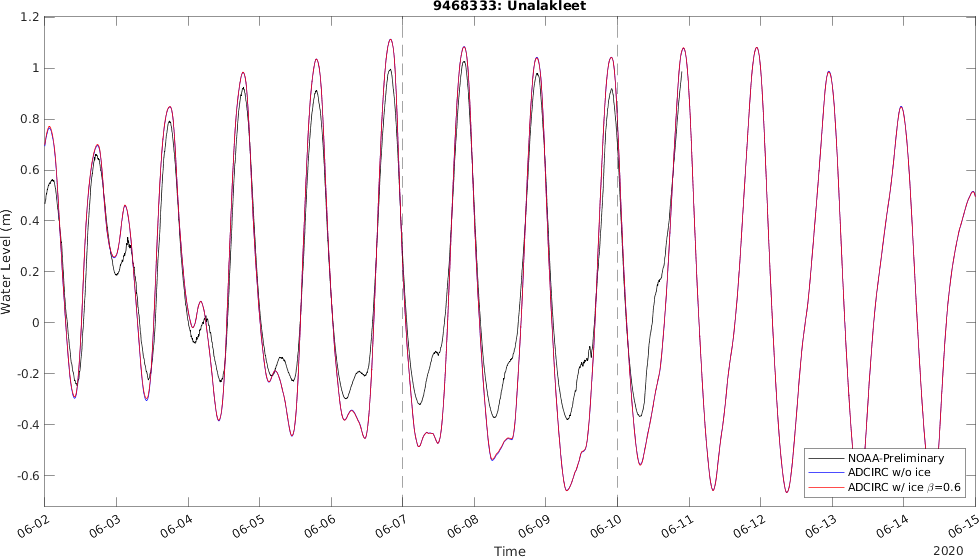 9468333: Unalakleet
1.2
1
0.8
0.6
0.4
0.2
0
-0.2
-0.4
-0.6
Water Level (m)
NOAA-Preliminary
ADCIRC w/o ice
ADCIRC w/ ice β=0.6
06-02 06-03 06-04 06-05 06-06 06-07 06-08 06-09 06-10 06-11 06-12 06-13 06-14 06-15
Time
2020